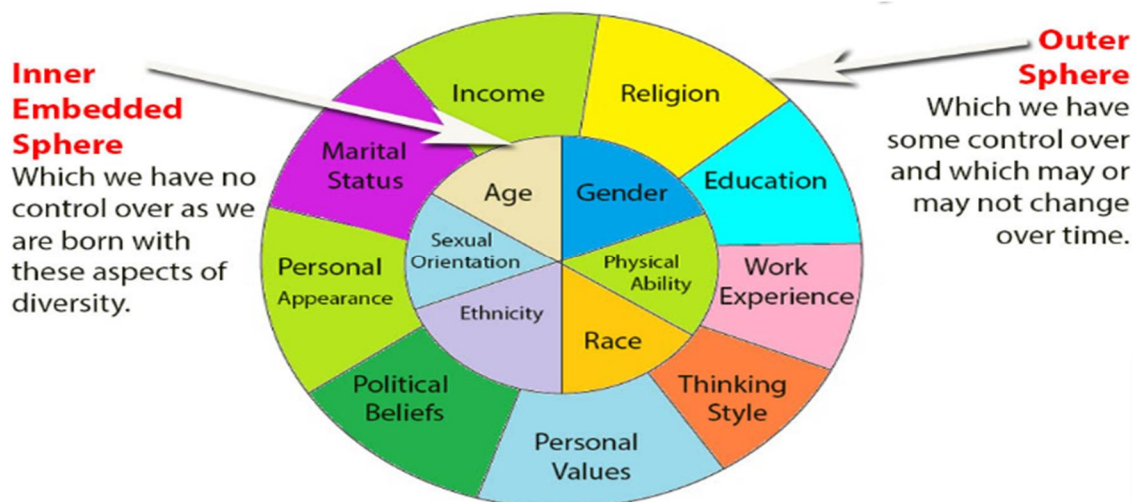 Inner
Embedded
Sphere
Which we have no
control over as we
are born with
these aspects of
diversity.
Outer
Sphere
Which we have
some control over
and which may or
may not change
over time.
Income
Religion
Education
Work
Experience
Thinking
Style
Personal
Values
Political
Beliefs
Personal
Appearance
Marital
Status
Age
Gender
Physical
Ability
Race
Ethnicity
Sexual
Orientation